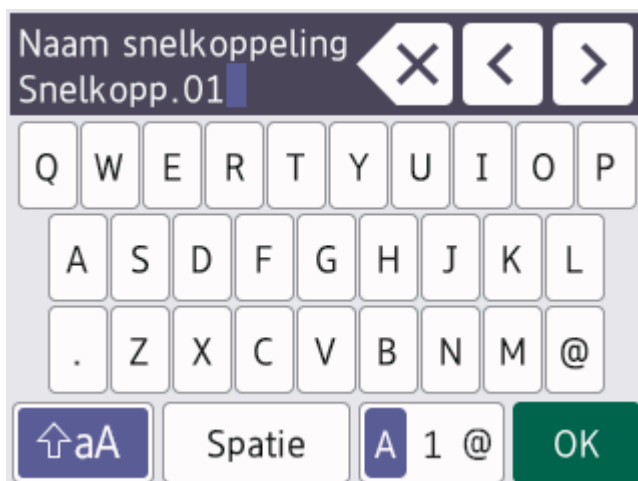 Naam snelkoppeling
Snelkopp.01
Q W E R T Y U I O P
A S D F G H J K L
. Z X C V B N M @
aA Spatie A 1 @ OK